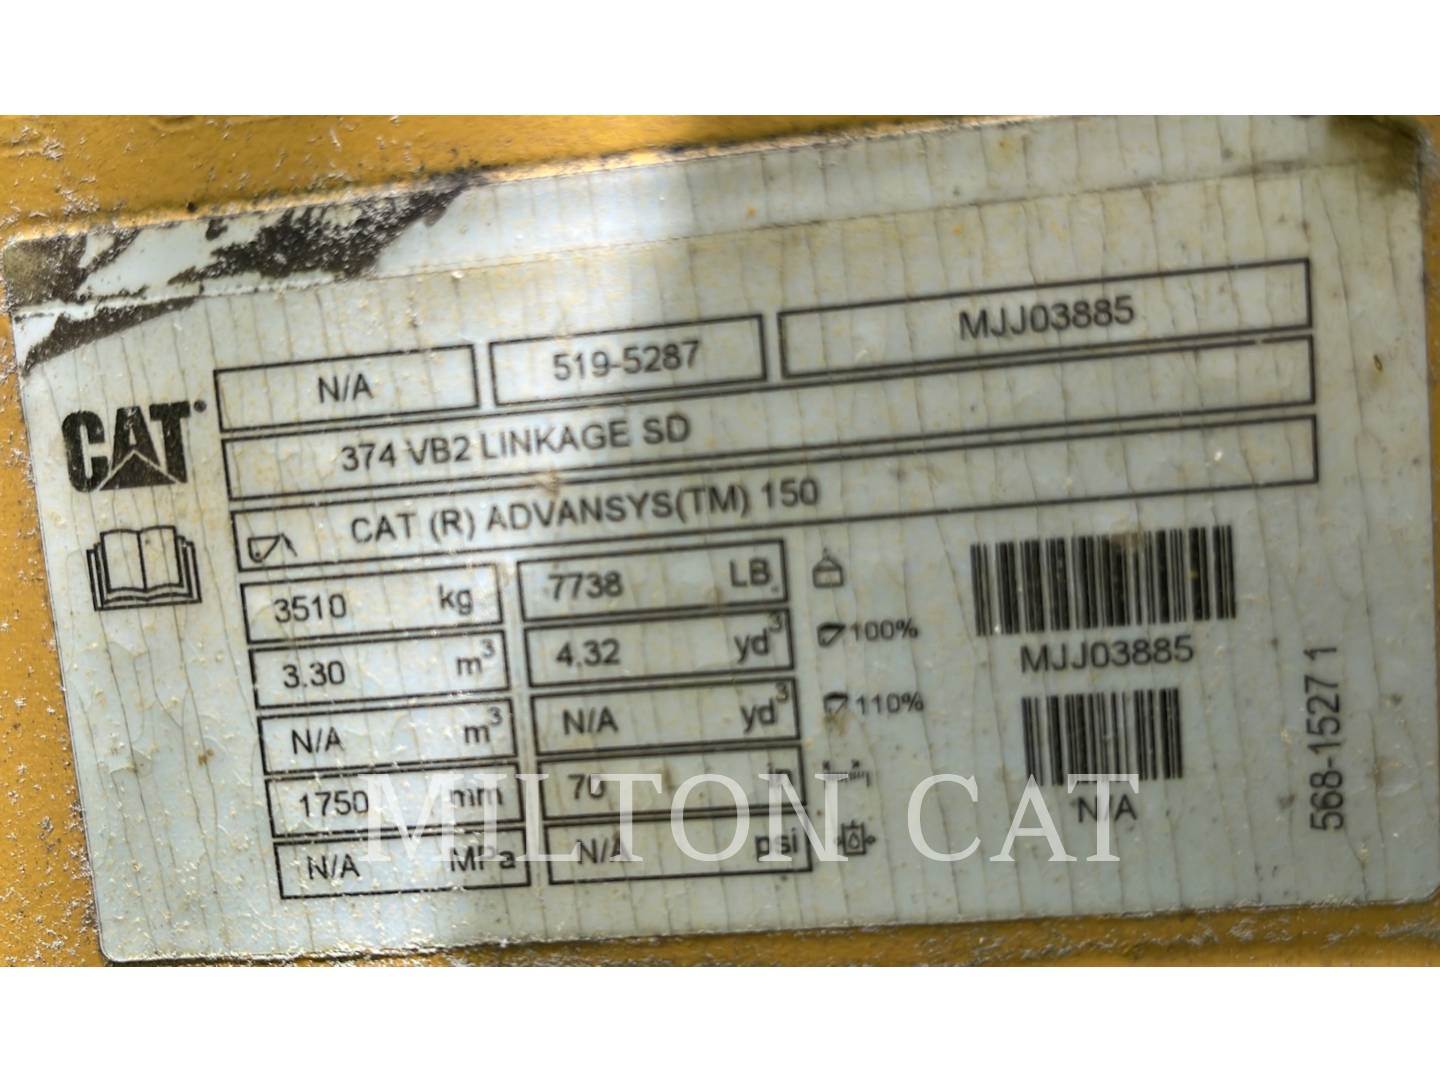 N/A 519-5287 MJJ03885
CAT 374 VB2 LINKAGE SD
CAT (R) ADVANSYS(TM) 150
3510 kg 7738 LB
3.30 m³ 4.32 yd³ 100%
N/A m³ N/A yd³ 110%
1750 mm 70 in
N/A MPa N/A psi
MJJ03885
N/A
568-1527 1
MILTON CAT